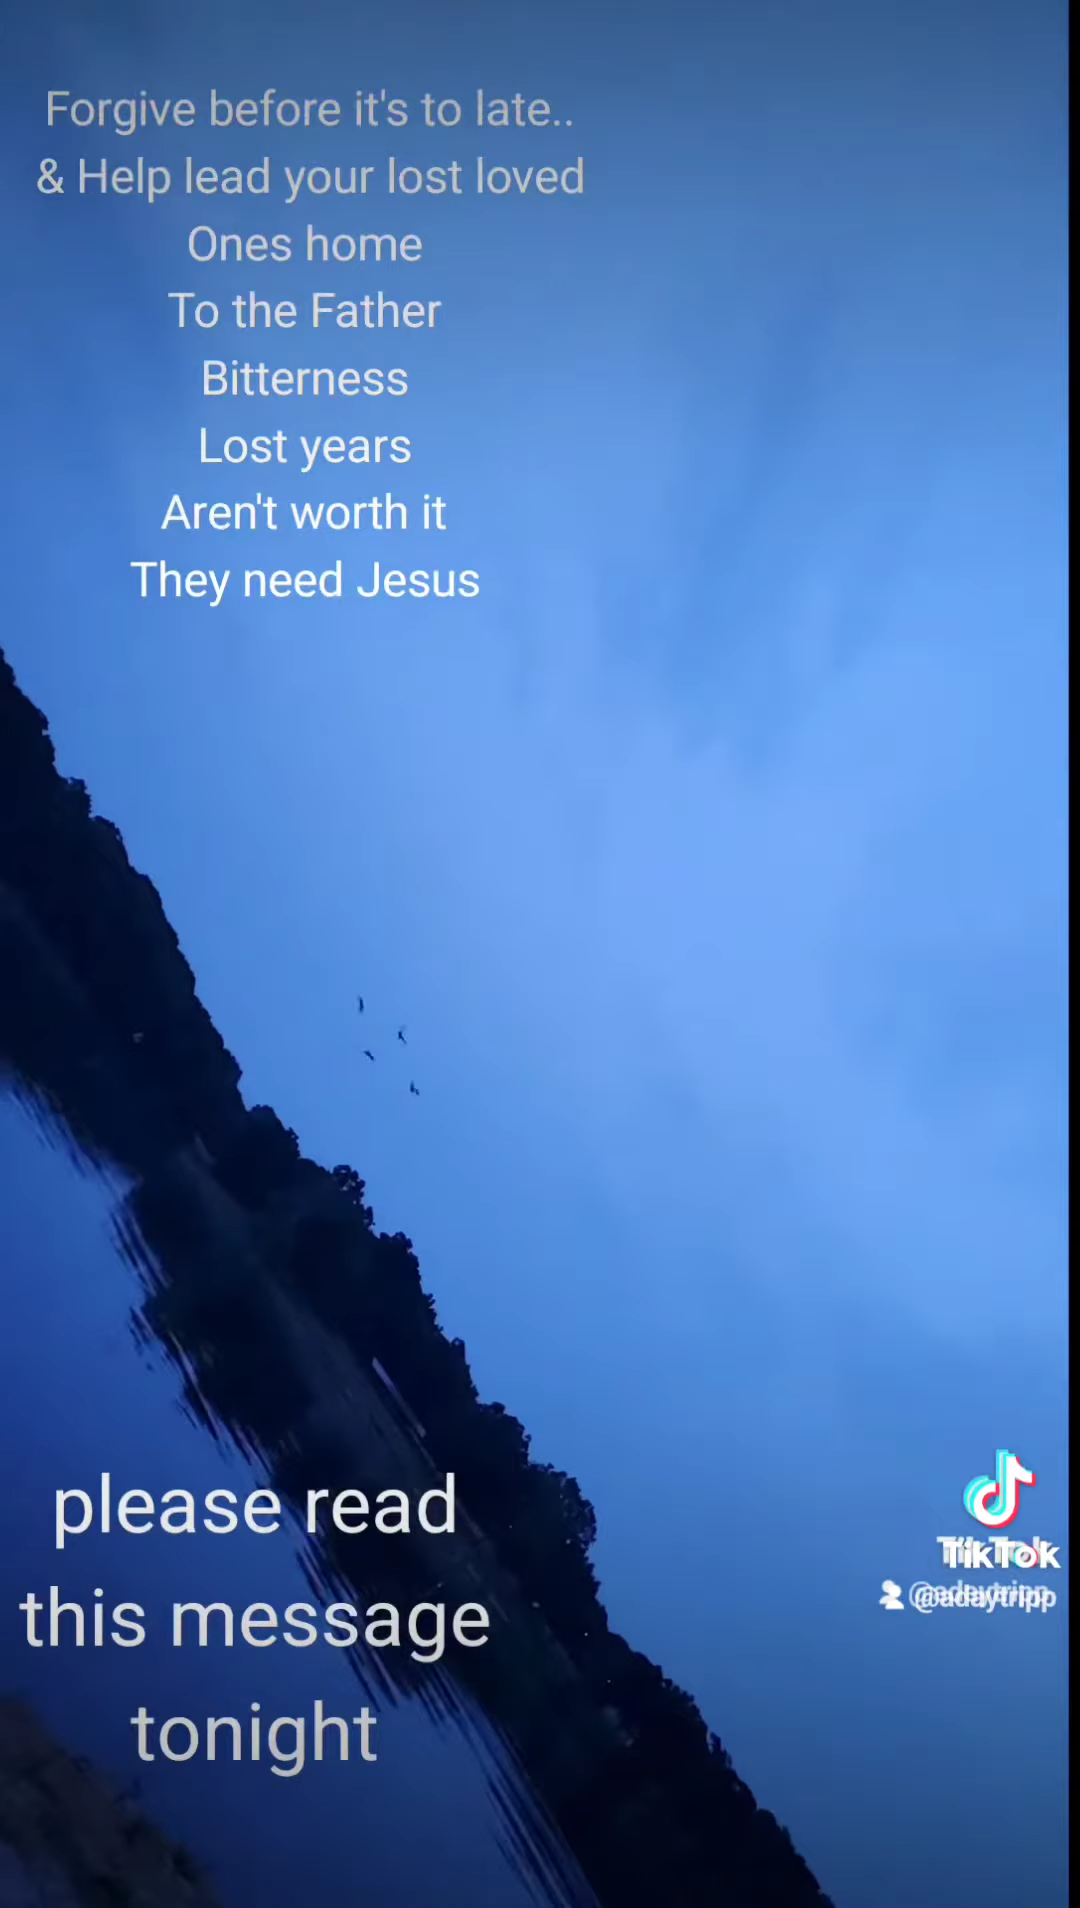 Forgive before it's to late..
& Help lead your lost loved
Ones home
To the Father
Bitterness
Lost years
Aren't worth it
They need Jesus
please read
this message
tonight
TikTok
@adaytripp